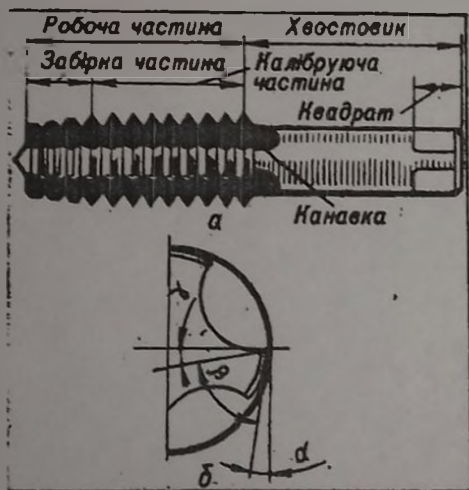 Робоча частина Хвостовик
Забірна частина Калібруюча
частина
Квадрат
Канавка
а
γ
β
α
б